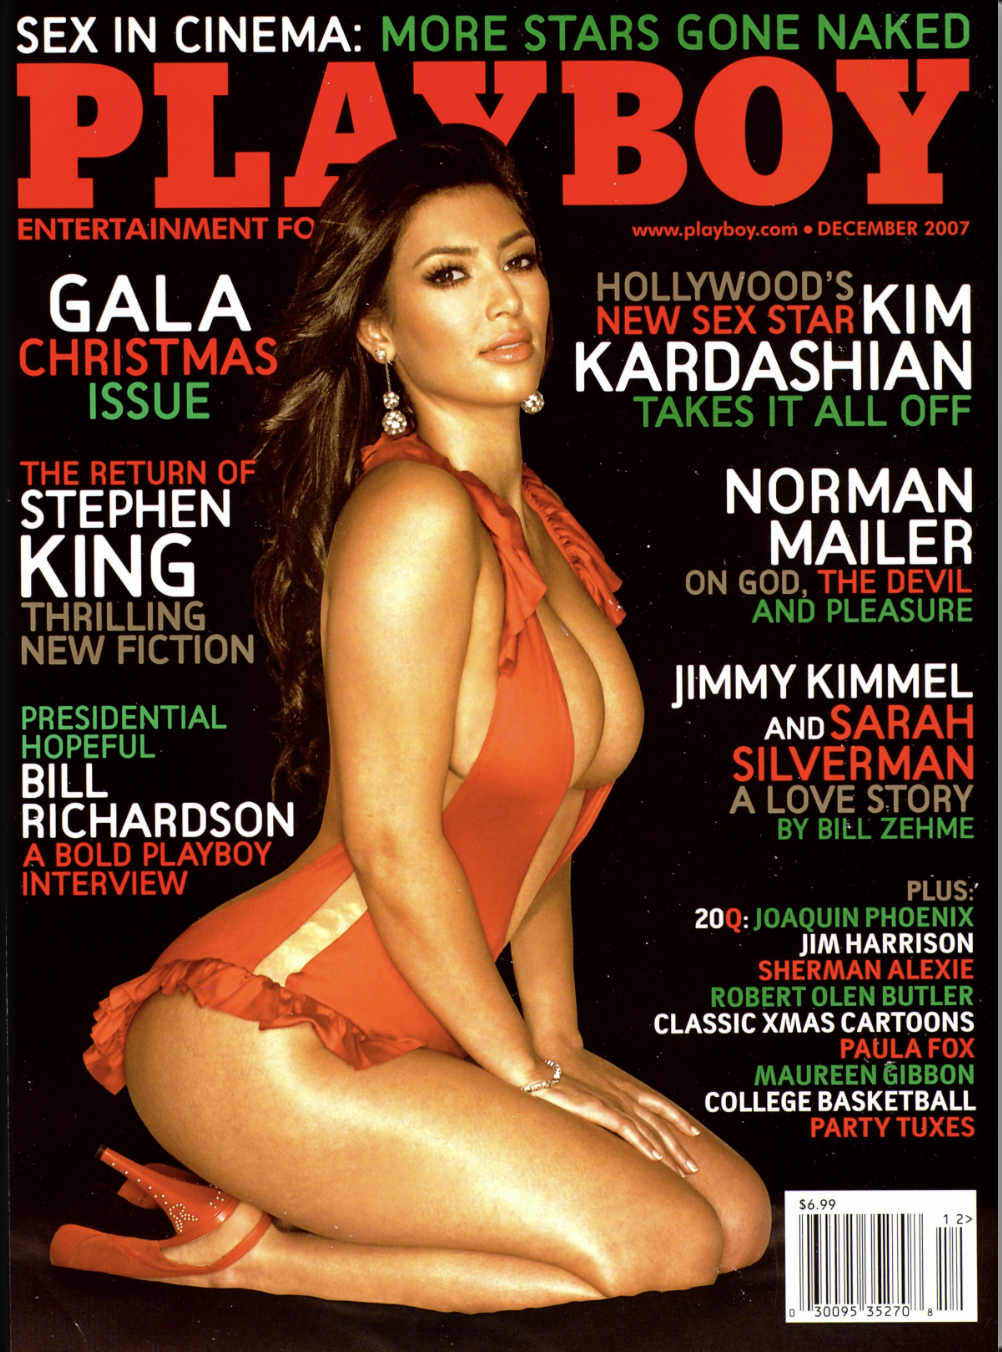 SEX IN CINEMA: MORE STARS GONE NAKED
PLAYBOY
ENTERTAINMENT FO
www.playboy.com • DECEMBER 2007
GALA
CHRISTMAS
ISSUE
THE RETURN OF
STEPHEN
KING
THRILLING
NEW FICTION
PRESIDENTIAL
HOPEFUL
BILL
RICHARDSON
A BOLD PLAYBOY
INTERVIEW
HOLLYWOOD'S
NEW SEX STAR KIM
KARDASHIAN
TAKES IT ALL OFF
NORMAN
MAILER
ON GOD, THE DEVIL
AND PLEASURE
JIMMY KIMMEL
AND SARAH
SILVERMAN
A LOVE STORY
BY BILL ZEHME
PLUS:
20Q: JOAQUIN PHOENIX
JIM HARRISON
SHERMAN ALEXIE
ROBERT OLEN BUTLER
CLASSIC XMAS CARTOONS
PAULA FOX
MAUREEN GIBBON
COLLEGE BASKETBALL
PARTY TUXES
$6.99
12>
0 30095 35270 8